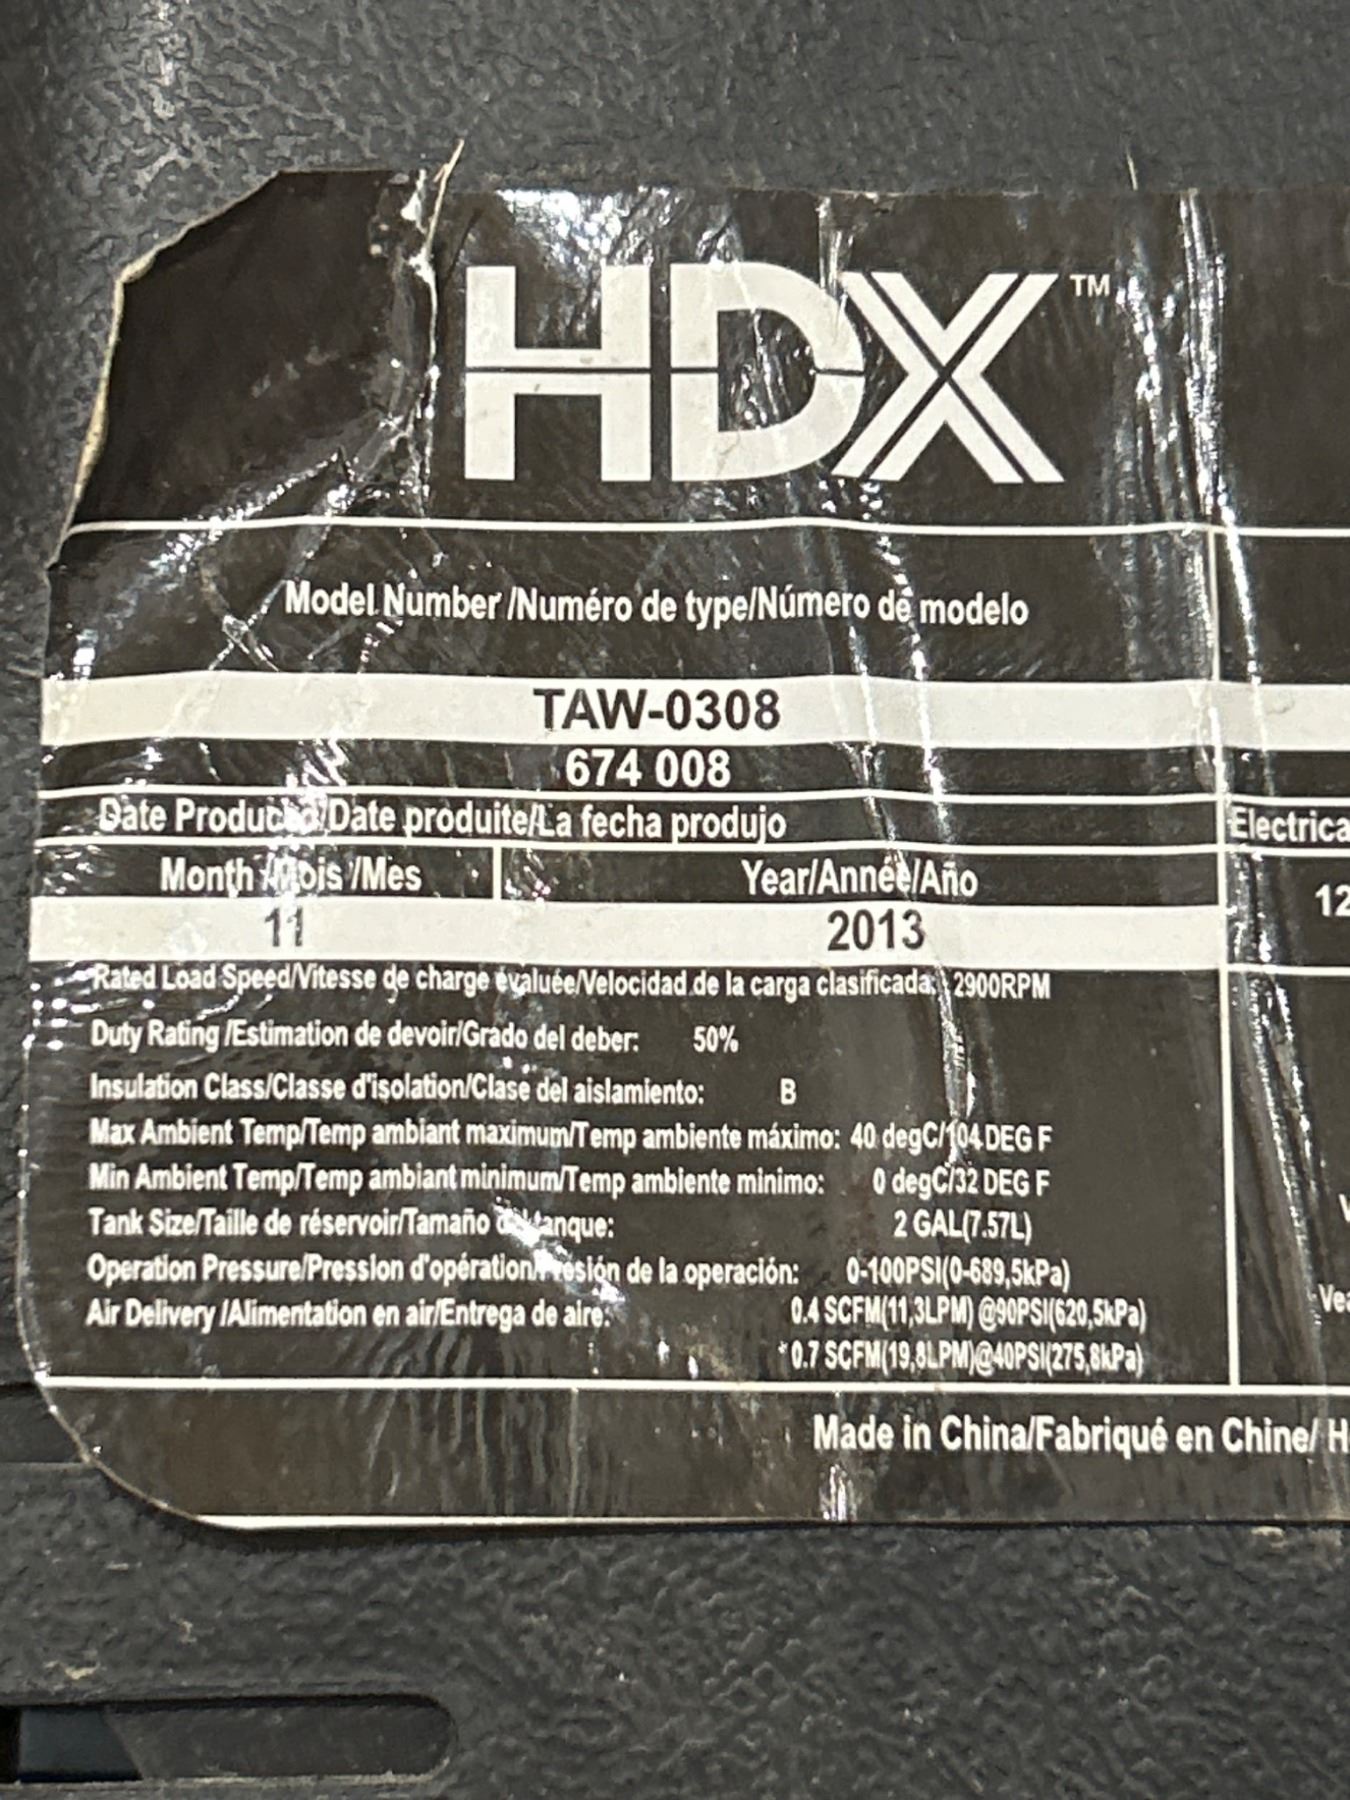 HDX™
Model Number /Numéro de type/Número de modelo
TAW-0308
674 008
Date Produced/Date produite/La fecha produjo
Electrica
Month /Mois /Mes
Year/Année/Año
12
11
2013
Rated Load Speed/Vitesse de charge évaluée/Velocidad de la carga clasificada: 2900RPM
Duty Rating /Estimation de devoir/Grado del deber: 50%
Insulation Class/Classe d'isolation/Clase del aislamiento: B
Max Ambient Temp/Temp ambiant maximum/Temp ambiente máximo: 40 degC/104 DEG F
Min Ambient Temp/Temp ambiant minimum/Temp ambiente minimo: 0 degC/32 DEG F
Tank Size/Taille de réservoir/Tamaño del tanque: 2 GAL(7.57L)
Operation Pressure/Pression d'opération/Presión de la operación: 0-100PSI(0-689,5kPa)
Air Delivery /Alimentation en air/Entrega de aire: 0.4 SCFM(11,3LPM) @90PSI(620,5kPa)
Vea
* 0.7 SCFM(19,8LPM)@40PSI(275,8kPa)
Made in China/Fabriqué en Chine/ H